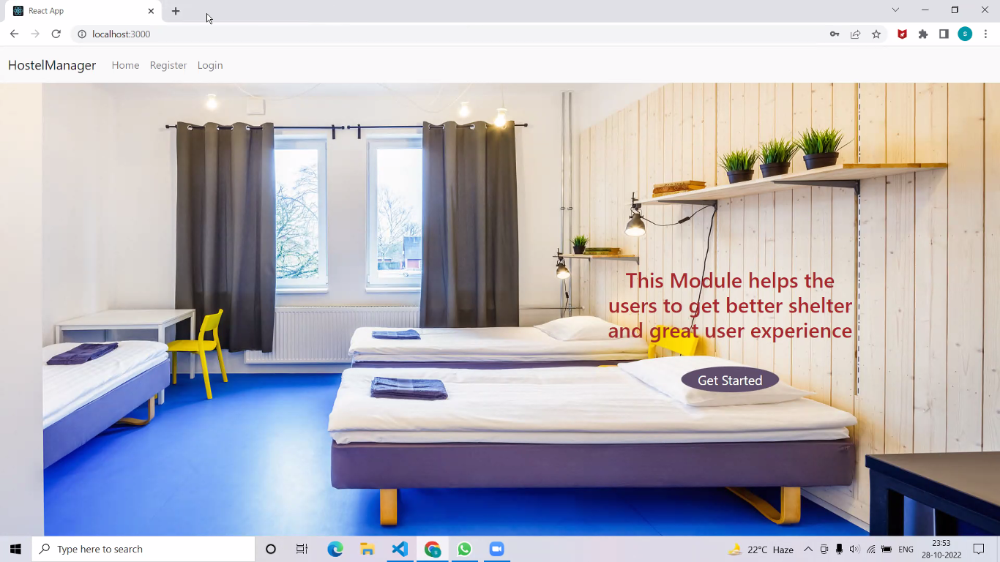 React App
localhost:3000
S
HostelManager Home Register Login
This Module helps the
users to get better shelter
and great user experience
Get Started
Type here to search
22°C Haze
ENG
23:53
28-10-2022